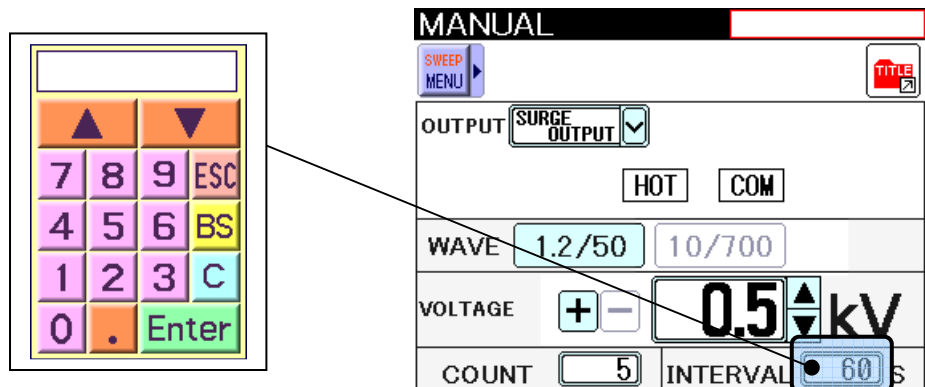 ▲ ▼
7 8 9 ESC
4 5 6 BS
1 2 3 C
0 . Enter
MANUAL
SWEEP
MENU
TITLE
OUTPUT SURGE
OUTPUT
HOT COM
WAVE 1.2/50 10/700
VOLTAGE + − 0.5 kV
COUNT 5 INTERVAL 60 S